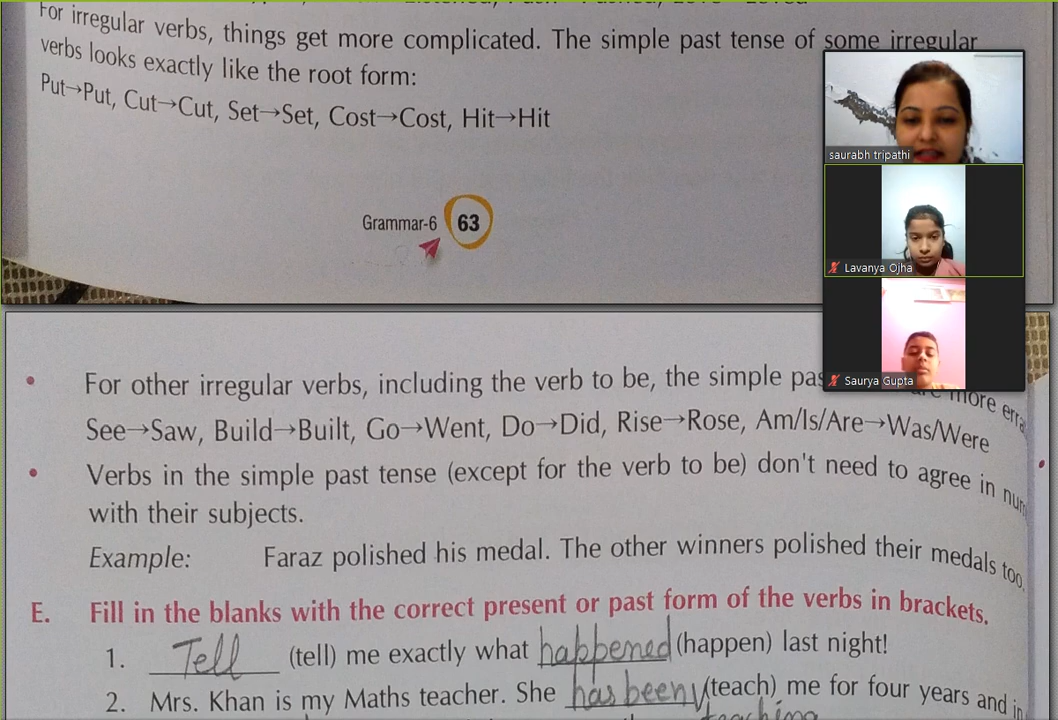 For irregular verbs, things get more complicated. The simple past tense of some irregular
verbs looks exactly like the root form:
Put→Put, Cut→Cut, Set→Set, Cost→Cost, Hit→Hit
saurabh tripathi
Grammar-6 63
Lavanya Ojha
Saurya Gupta
• For other irregular verbs, including the verb to be, the simple pas more erra
See→Saw, Build→Built, Go→Went, Do→Did, Rise→Rose, Am/Is/Are→Was/Were
• Verbs in the simple past tense (except for the verb to be) don't need to agree in num
with their subjects.
Example: Faraz polished his medal. The other winners polished their medals too.
E. Fill in the blanks with the correct present or past form of the verbs in brackets.
1. Tell (tell) me exactly what happened (happen) last night!
2. Mrs. Khan is my Maths teacher. She has been (teach) me for four years and in
teaching